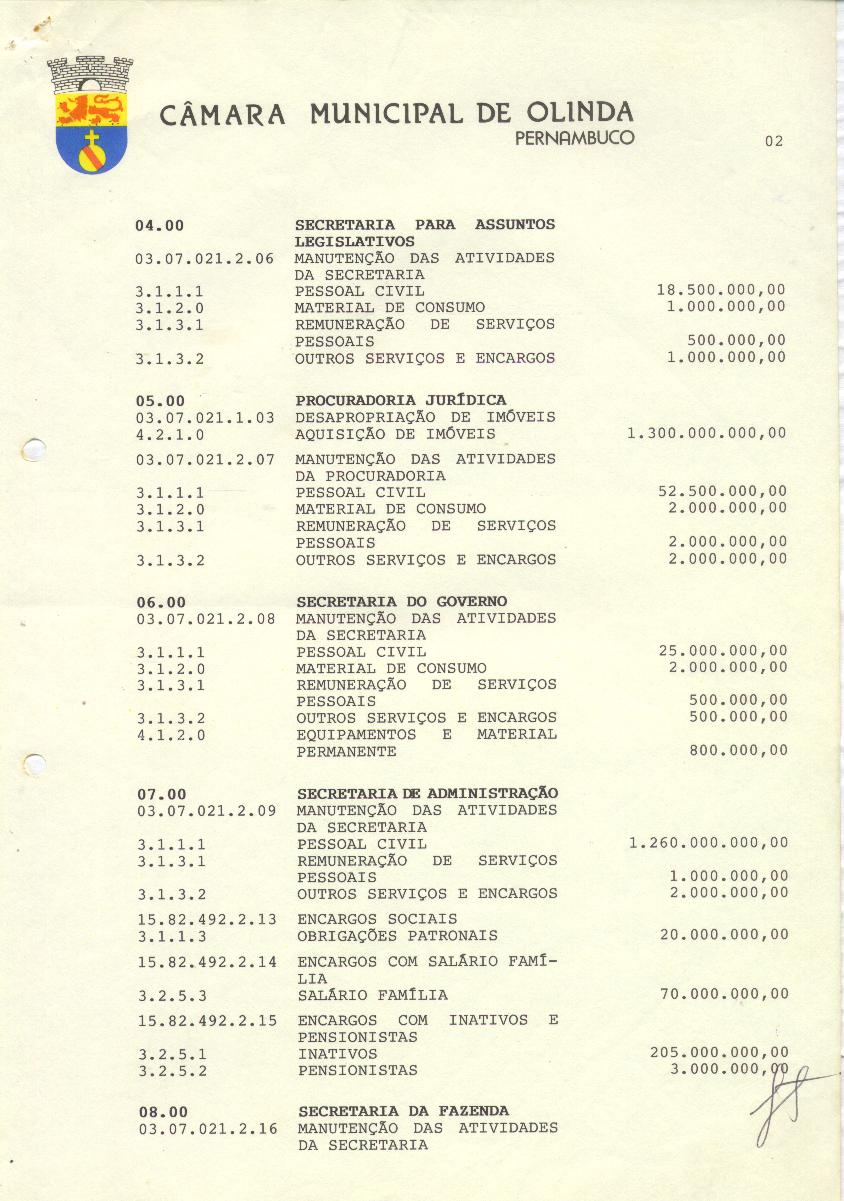 CÂMARA MUNICIPAL DE OLINDA
PERNAMBUCO
02
04.00 SECRETARIA PARA ASSUNTOS
LEGISLATIVOS
03.07.021.2.06 MANUTENÇÃO DAS ATIVIDADES
DA SECRETARIA
3.1.1.1 PESSOAL CIVIL 18.500.000,00
3.1.2.0 MATERIAL DE CONSUMO 1.000.000,00
3.1.3.1 REMUNERAÇÃO DE SERVIÇOS
PESSOAIS 500.000,00
3.1.3.2 OUTROS SERVIÇOS E ENCARGOS 1.000.000,00
05.00 PROCURADORIA JURÍDICA
03.07.021.1.03 DESAPROPRIAÇÃO DE IMÓVEIS
4.2.1.0 AQUISIÇÃO DE IMÓVEIS 1.300.000.000,00
03.07.021.2.07 MANUTENÇÃO DAS ATIVIDADES
DA PROCURADORIA
3.1.1.1 PESSOAL CIVIL 52.500.000,00
3.1.2.0 MATERIAL DE CONSUMO 2.000.000,00
3.1.3.1 REMUNERAÇÃO DE SERVIÇOS
PESSOAIS 2.000.000,00
3.1.3.2 OUTROS SERVIÇOS E ENCARGOS 2.000.000,00
06.00 SECRETARIA DO GOVERNO
03.07.021.2.08 MANUTENÇÃO DAS ATIVIDADES
DA SECRETARIA
3.1.1.1 PESSOAL CIVIL 25.000.000,00
3.1.2.0 MATERIAL DE CONSUMO 2.000.000,00
3.1.3.1 REMUNERAÇÃO DE SERVIÇOS
PESSOAIS 500.000,00
3.1.3.2 OUTROS SERVIÇOS E ENCARGOS 500.000,00
4.1.2.0 EQUIPAMENTOS E MATERIAL
PERMANENTE 800.000,00
07.00 SECRETARIA DE ADMINISTRAÇÃO
03.07.021.2.09 MANUTENÇÃO DAS ATIVIDADES
DA SECRETARIA
3.1.1.1 PESSOAL CIVIL 1.260.000.000,00
3.1.3.1 REMUNERAÇÃO DE SERVIÇOS
PESSOAIS 1.000.000,00
3.1.3.2 OUTROS SERVIÇOS E ENCARGOS 2.000.000,00
15.82.492.2.13 ENCARGOS SOCIAIS
3.1.1.3 OBRIGAÇÕES PATRONAIS 20.000.000,00
15.82.492.2.14 ENCARGOS COM SALÁRIO FAMÍ-
LIA
3.2.5.3 SALÁRIO FAMÍLIA 70.000.000,00
15.82.492.2.15 ENCARGOS COM INATIVOS E
PENSIONISTAS
3.2.5.1 INATIVOS 205.000.000,00
3.2.5.2 PENSIONISTAS 3.000.000,00
08.00 SECRETARIA DA FAZENDA
03.07.021.2.16 MANUTENÇÃO DAS ATIVIDADES
DA SECRETARIA